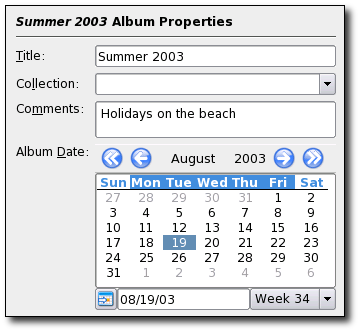 Summer 2003 Album Properties
Title: Summer 2003
Collection:
Comments: Holidays on the beach
Album Date: August 2003
Sun Mon Tue Wed Thu Fri Sat
27 28 29 30 31 1 2
3 4 5 6 7 8 9
10 11 12 13 14 15 16
17 18 19 20 21 22 23
24 25 26 27 28 29 30
31 1 2 3 4 5 6
08/19/03 Week 34